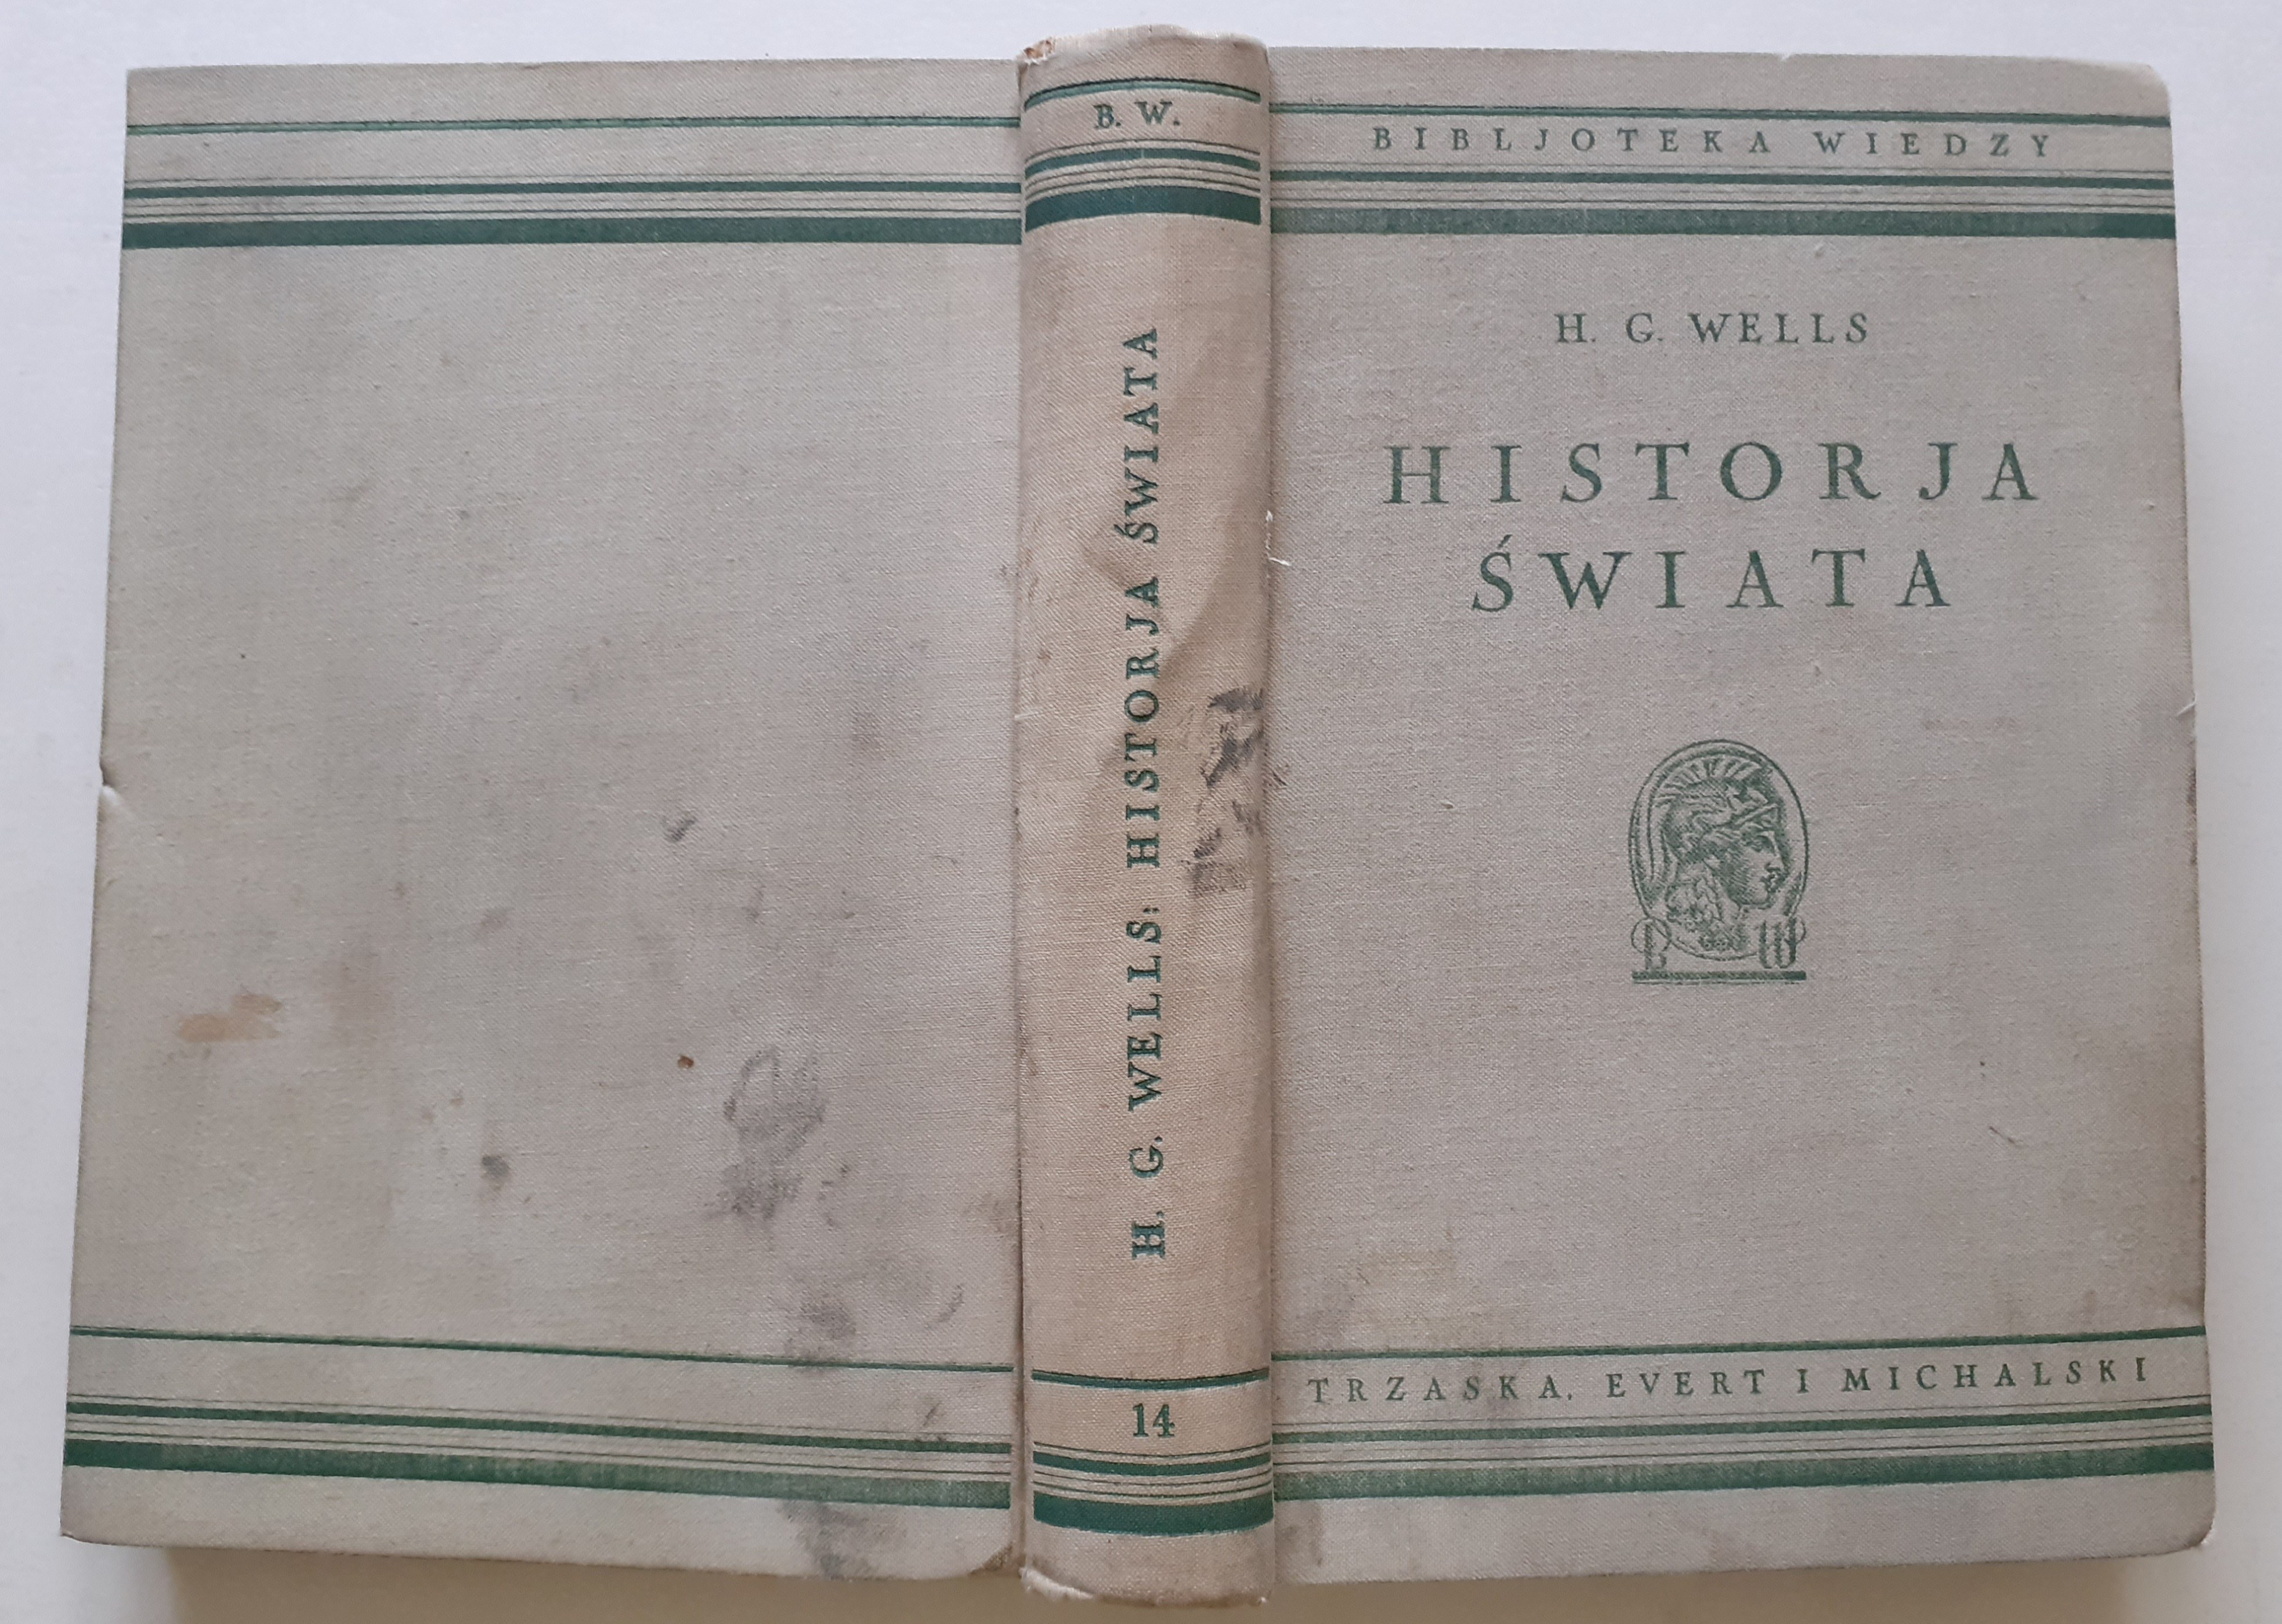 B. W.
H. G. WELLS: HISTORJA ŚWIATA
14
BIBLJOTEKA WIEDZY
H. G. WELLS
HISTORJA
ŚWIATA
B W
TRZASKA, EVERT I MICHALSKI